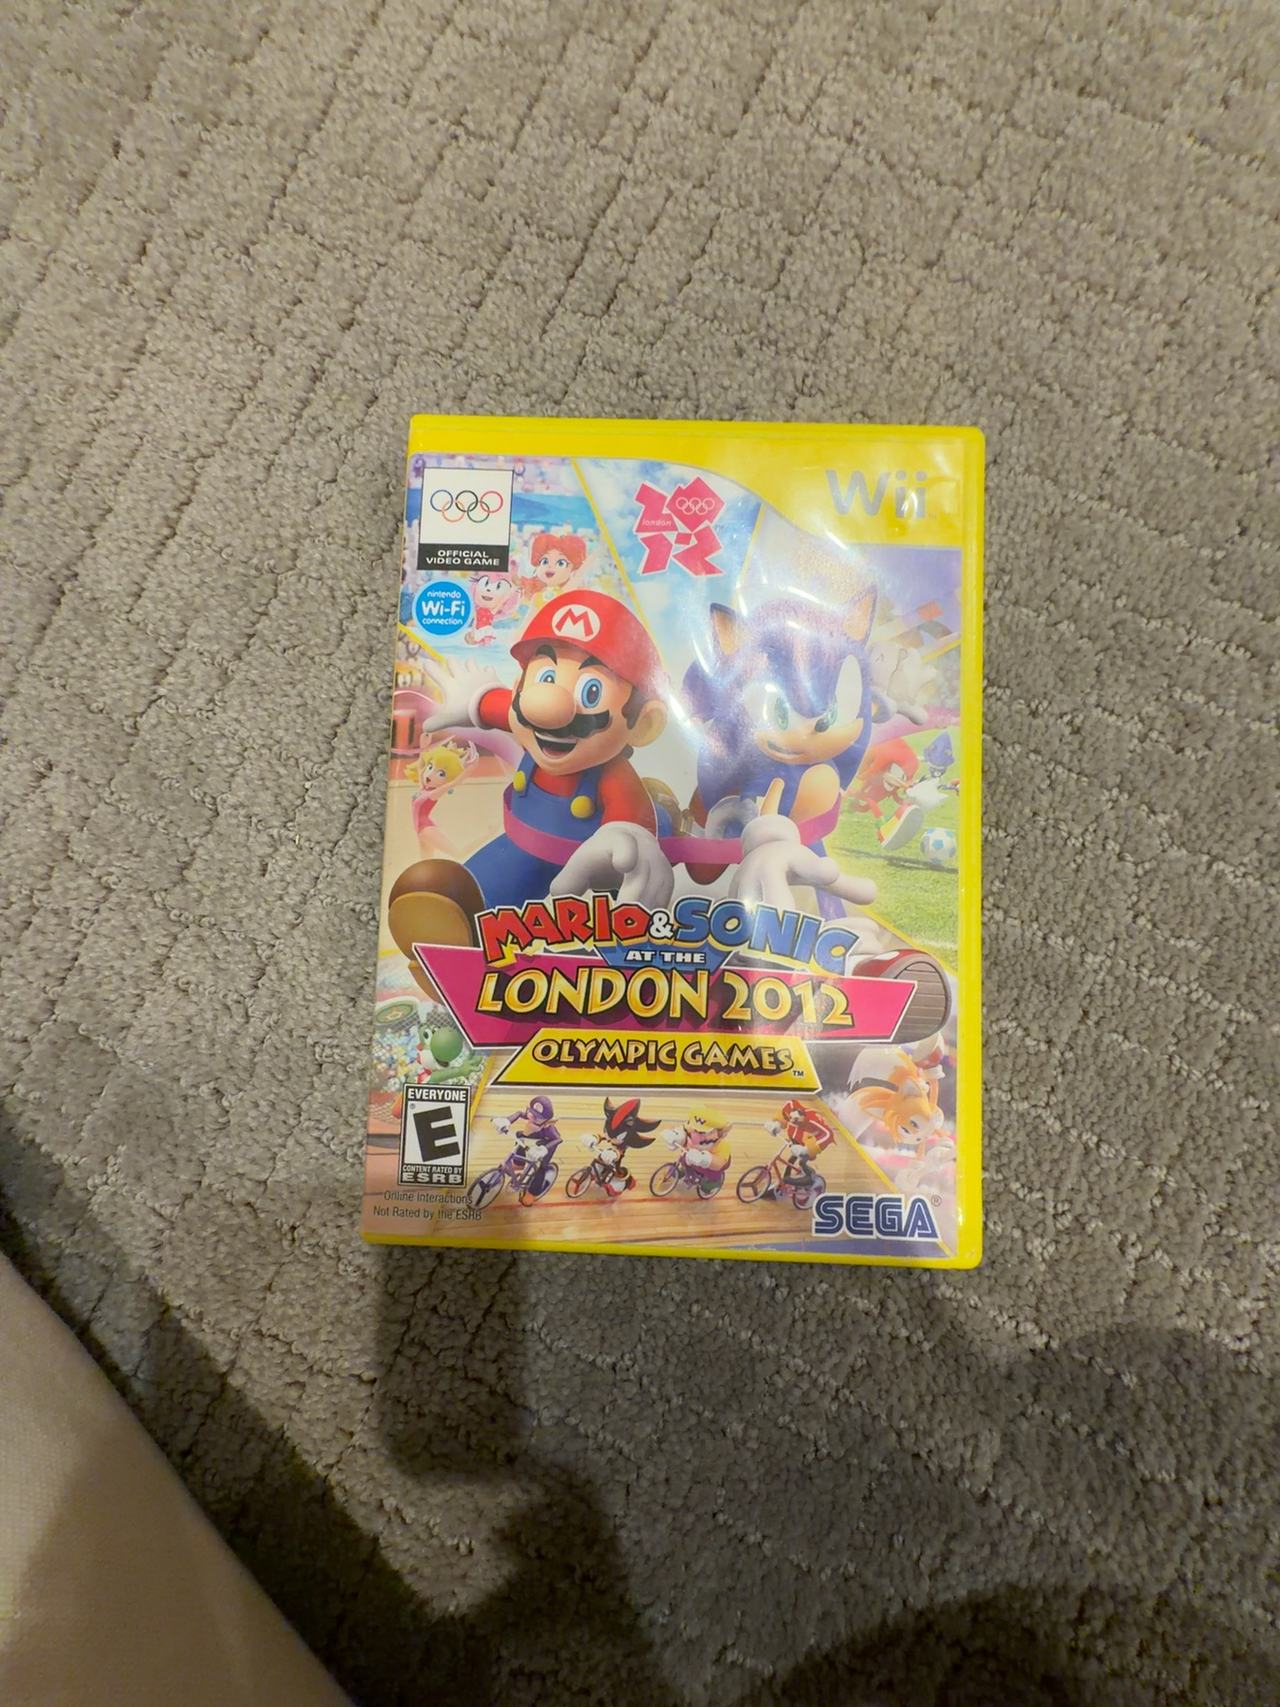 Wii
OFFICIAL
VIDEO GAME
london
nintendo
Wi-Fi
connection
M
MARIO & SONIC
AT THE
LONDON 2012
OLYMPIC GAMES™
EVERYONE
E
®
CONTENT RATED BY
ESRB
Online Interactions
Not Rated by the ESRB
SEGA®